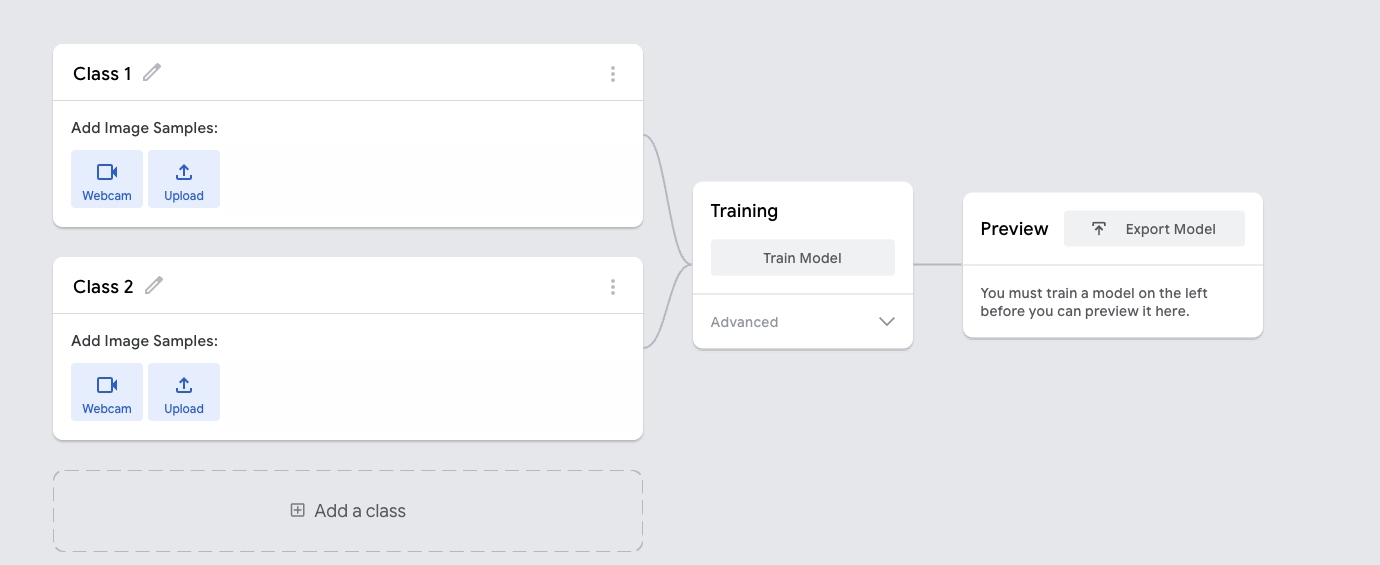 Class 1
Add Image Samples:
Webcam Upload
Class 2
Add Image Samples:
Webcam Upload
Add a class
Training
Train Model
Advanced
Preview Export Model
You must train a model on the left
before you can preview it here.